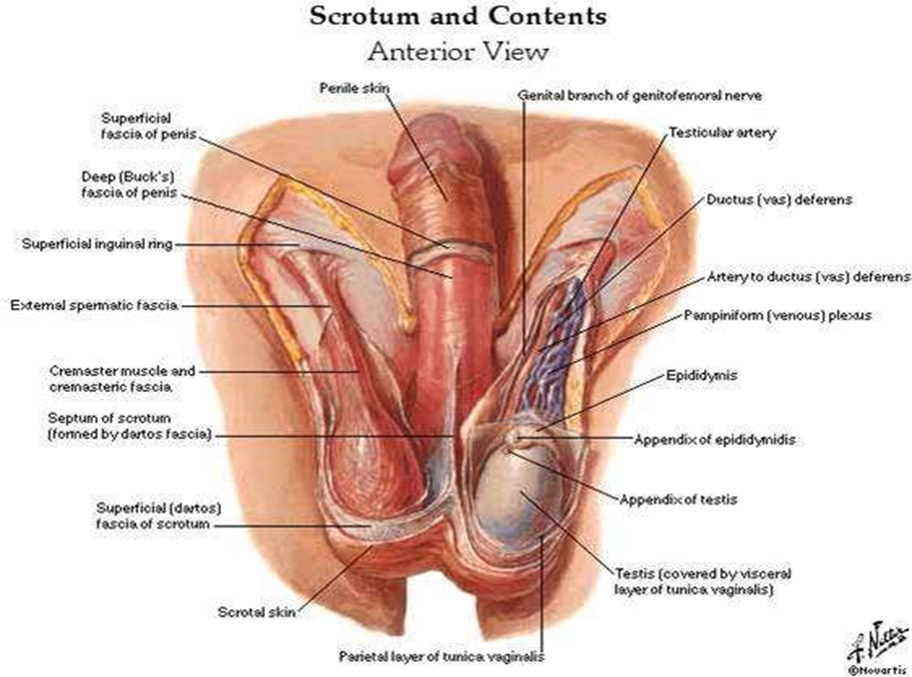 Scrotum and Contents
Anterior View
Penile skin
Genital branch of genitofemoral nerve
Superficial
fascia of penis
Testicular artery
Deep (Buck's)
fascia of penis
Ductus (vas) deferens
Superficial inguinal ring
Artery to ductus (vas) deferens
External spermatic fascia
Pampiniform (venous) plexus
Cremaster muscle and
cremasteric fascia
Epididymis
Septum of scrotum
(formed by dartos fascia)
Appendix of epididymidis
Appendix of testis
Superficial (dartos)
fascia of scrotum
Testis (covered by visceral
layer of tunica vaginalis)
Scrotal skin
Parietal layer of tunica vaginalis
F. Netter
©Novartis